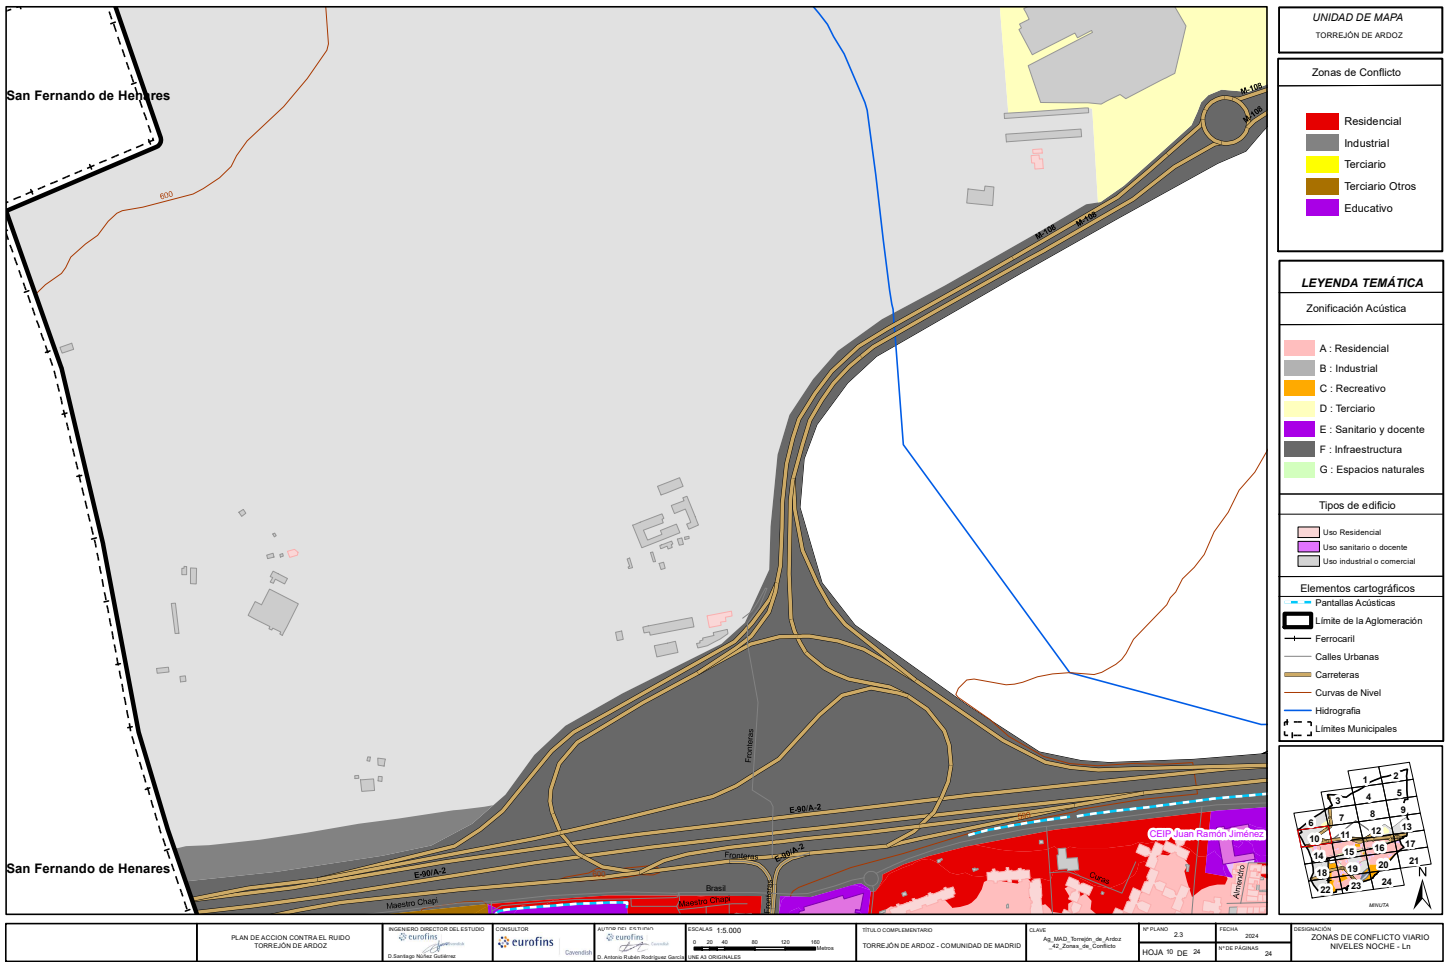 San Fernando de Henares
600
M-108
M-108
M-108
M-108
Fronteras
E-90/A-2
E-90/A-2
E-90/A-2
Fronteras
Fronteras
Brasil
Maestro Chapi
Maestro Chapi
CEIP Juan Ramón Jiménez
Almendro
San Fernando de Henares
UNIDAD DE MAPA
TORREJÓN DE ARDOZ
Zonas de Conflicto
Residencial
Industrial
Terciario
Terciario Otros
Educativo
LEYENDA TEMÁTICA
Zonificación Acústica
A : Residencial
B : Industrial
C : Recreativo
D : Terciario
E : Sanitario y docente
F : Infraestructura
G : Espacios naturales
Tipos de edificio
Uso Residencial
Uso sanitario o docente
Uso industrial o comercial
Elementos cartográficos
Pantallas Acústicas
Límite de la Aglomeración
Ferrocaril
Calles Urbanas
Carreteras
Curvas de Nivel
Hidrografia
Límites Municipales
1 2
3 4 5
6 7 8 9
10 11 12 13
14 15 16 17
18 19 20 21
22 23 24
N
MINUTA
PLAN DE ACCION CONTRA EL RUIDO
TORREJÓN DE ARDOZ
INGENIERO DIRECTOR DEL ESTUDIO
eurofins
D.Santiago Núñez Gutiérrez
CONSULTOR
eurofins
Cavendish
AUTOR DEL ESTUDIO
eurofins
D. Antonio Rubén Rodríguez García
ESCALAS 1:5.000
0 20 40 80 120 160
Metros
UNE A3 ORIGINALES
TÍTULO COMPLEMENTARIO
TORREJÓN DE ARDOZ - COMUNIDAD DE MADRID
CLAVE
Ag_MAD_Torrejón_de_Ardoz
_42_Zonas_de_Conflicto
Nº PLANO
2.3
HOJA 10 DE 24
FECHA
2024
Nº DE PÁGINAS
24
DESIGNACIÓN
ZONAS DE CONFLICTO VIARIO
NIVELES NOCHE - Ln